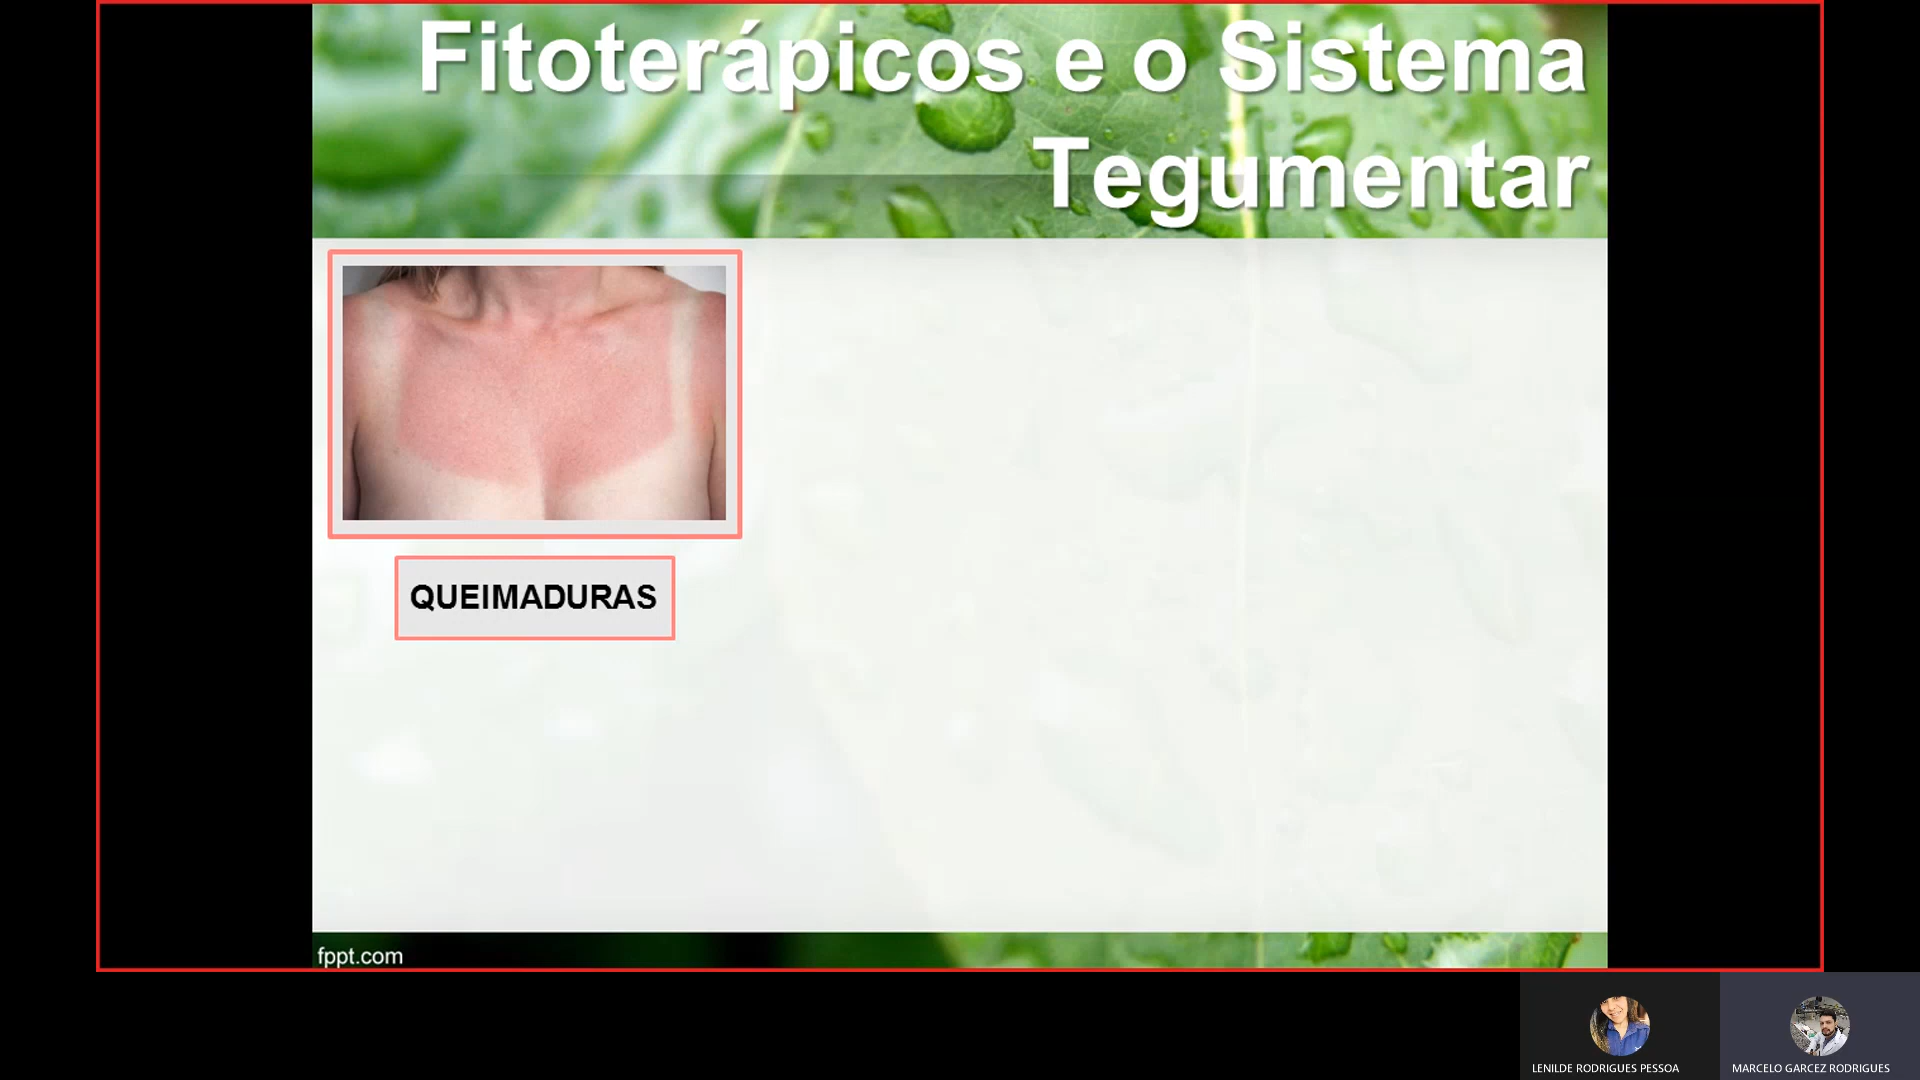 Fitoterápicos e o Sistema
Tegumentar
QUEIMADURAS
fppt.com
LENILDE RODRIGUES PESSOA
MARCELO GARCEZ RODRIGUES